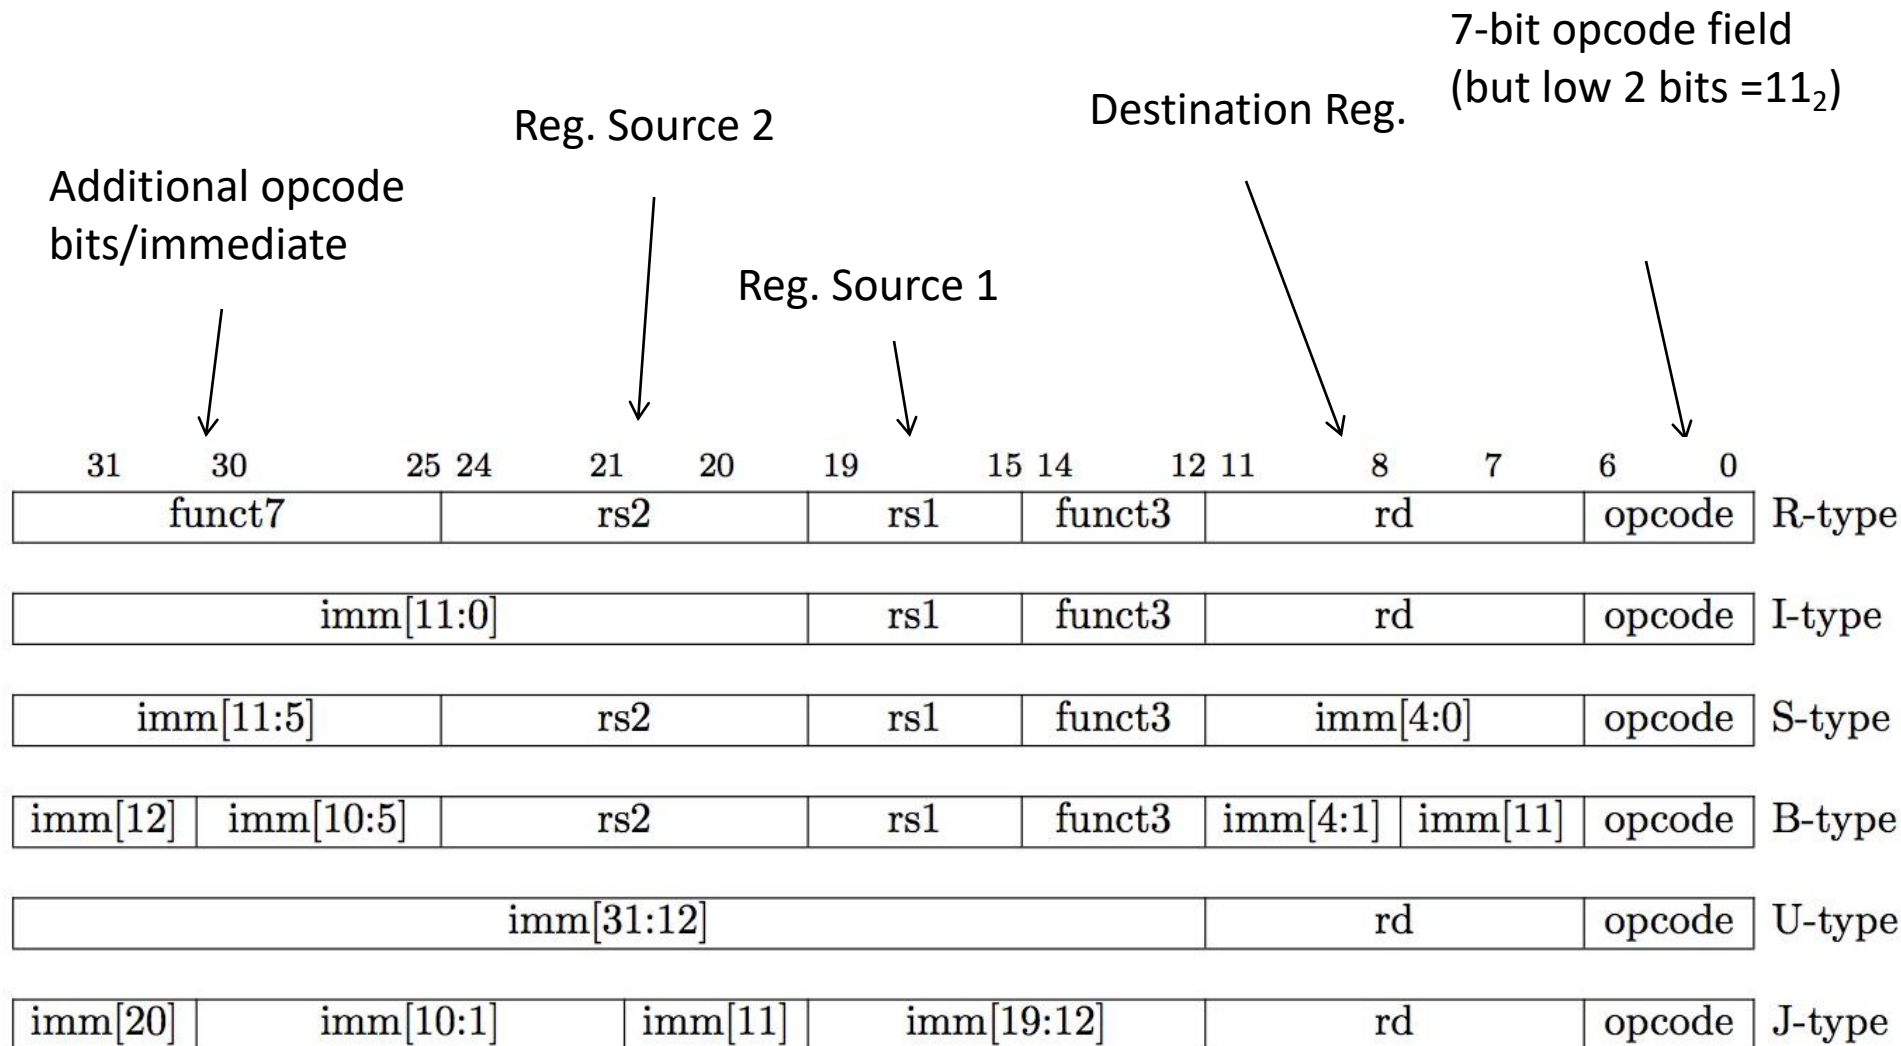 7-bit opcode field
(but low 2 bits =11₂)
Destination Reg.
Reg. Source 2
Additional opcode
bits/immediate
Reg. Source 1
31 30 25 24 21 20 19 15 14 12 11 8 7 6 0
funct7 rs2 rs1 funct3 rd opcode R-type
imm[11:0] rs1 funct3 rd opcode I-type
imm[11:5] rs2 rs1 funct3 imm[4:0] opcode S-type
imm[12] imm[10:5] rs2 rs1 funct3 imm[4:1] imm[11] opcode B-type
imm[31:12] rd opcode U-type
imm[20] imm[10:1] imm[11] imm[19:12] rd opcode J-type